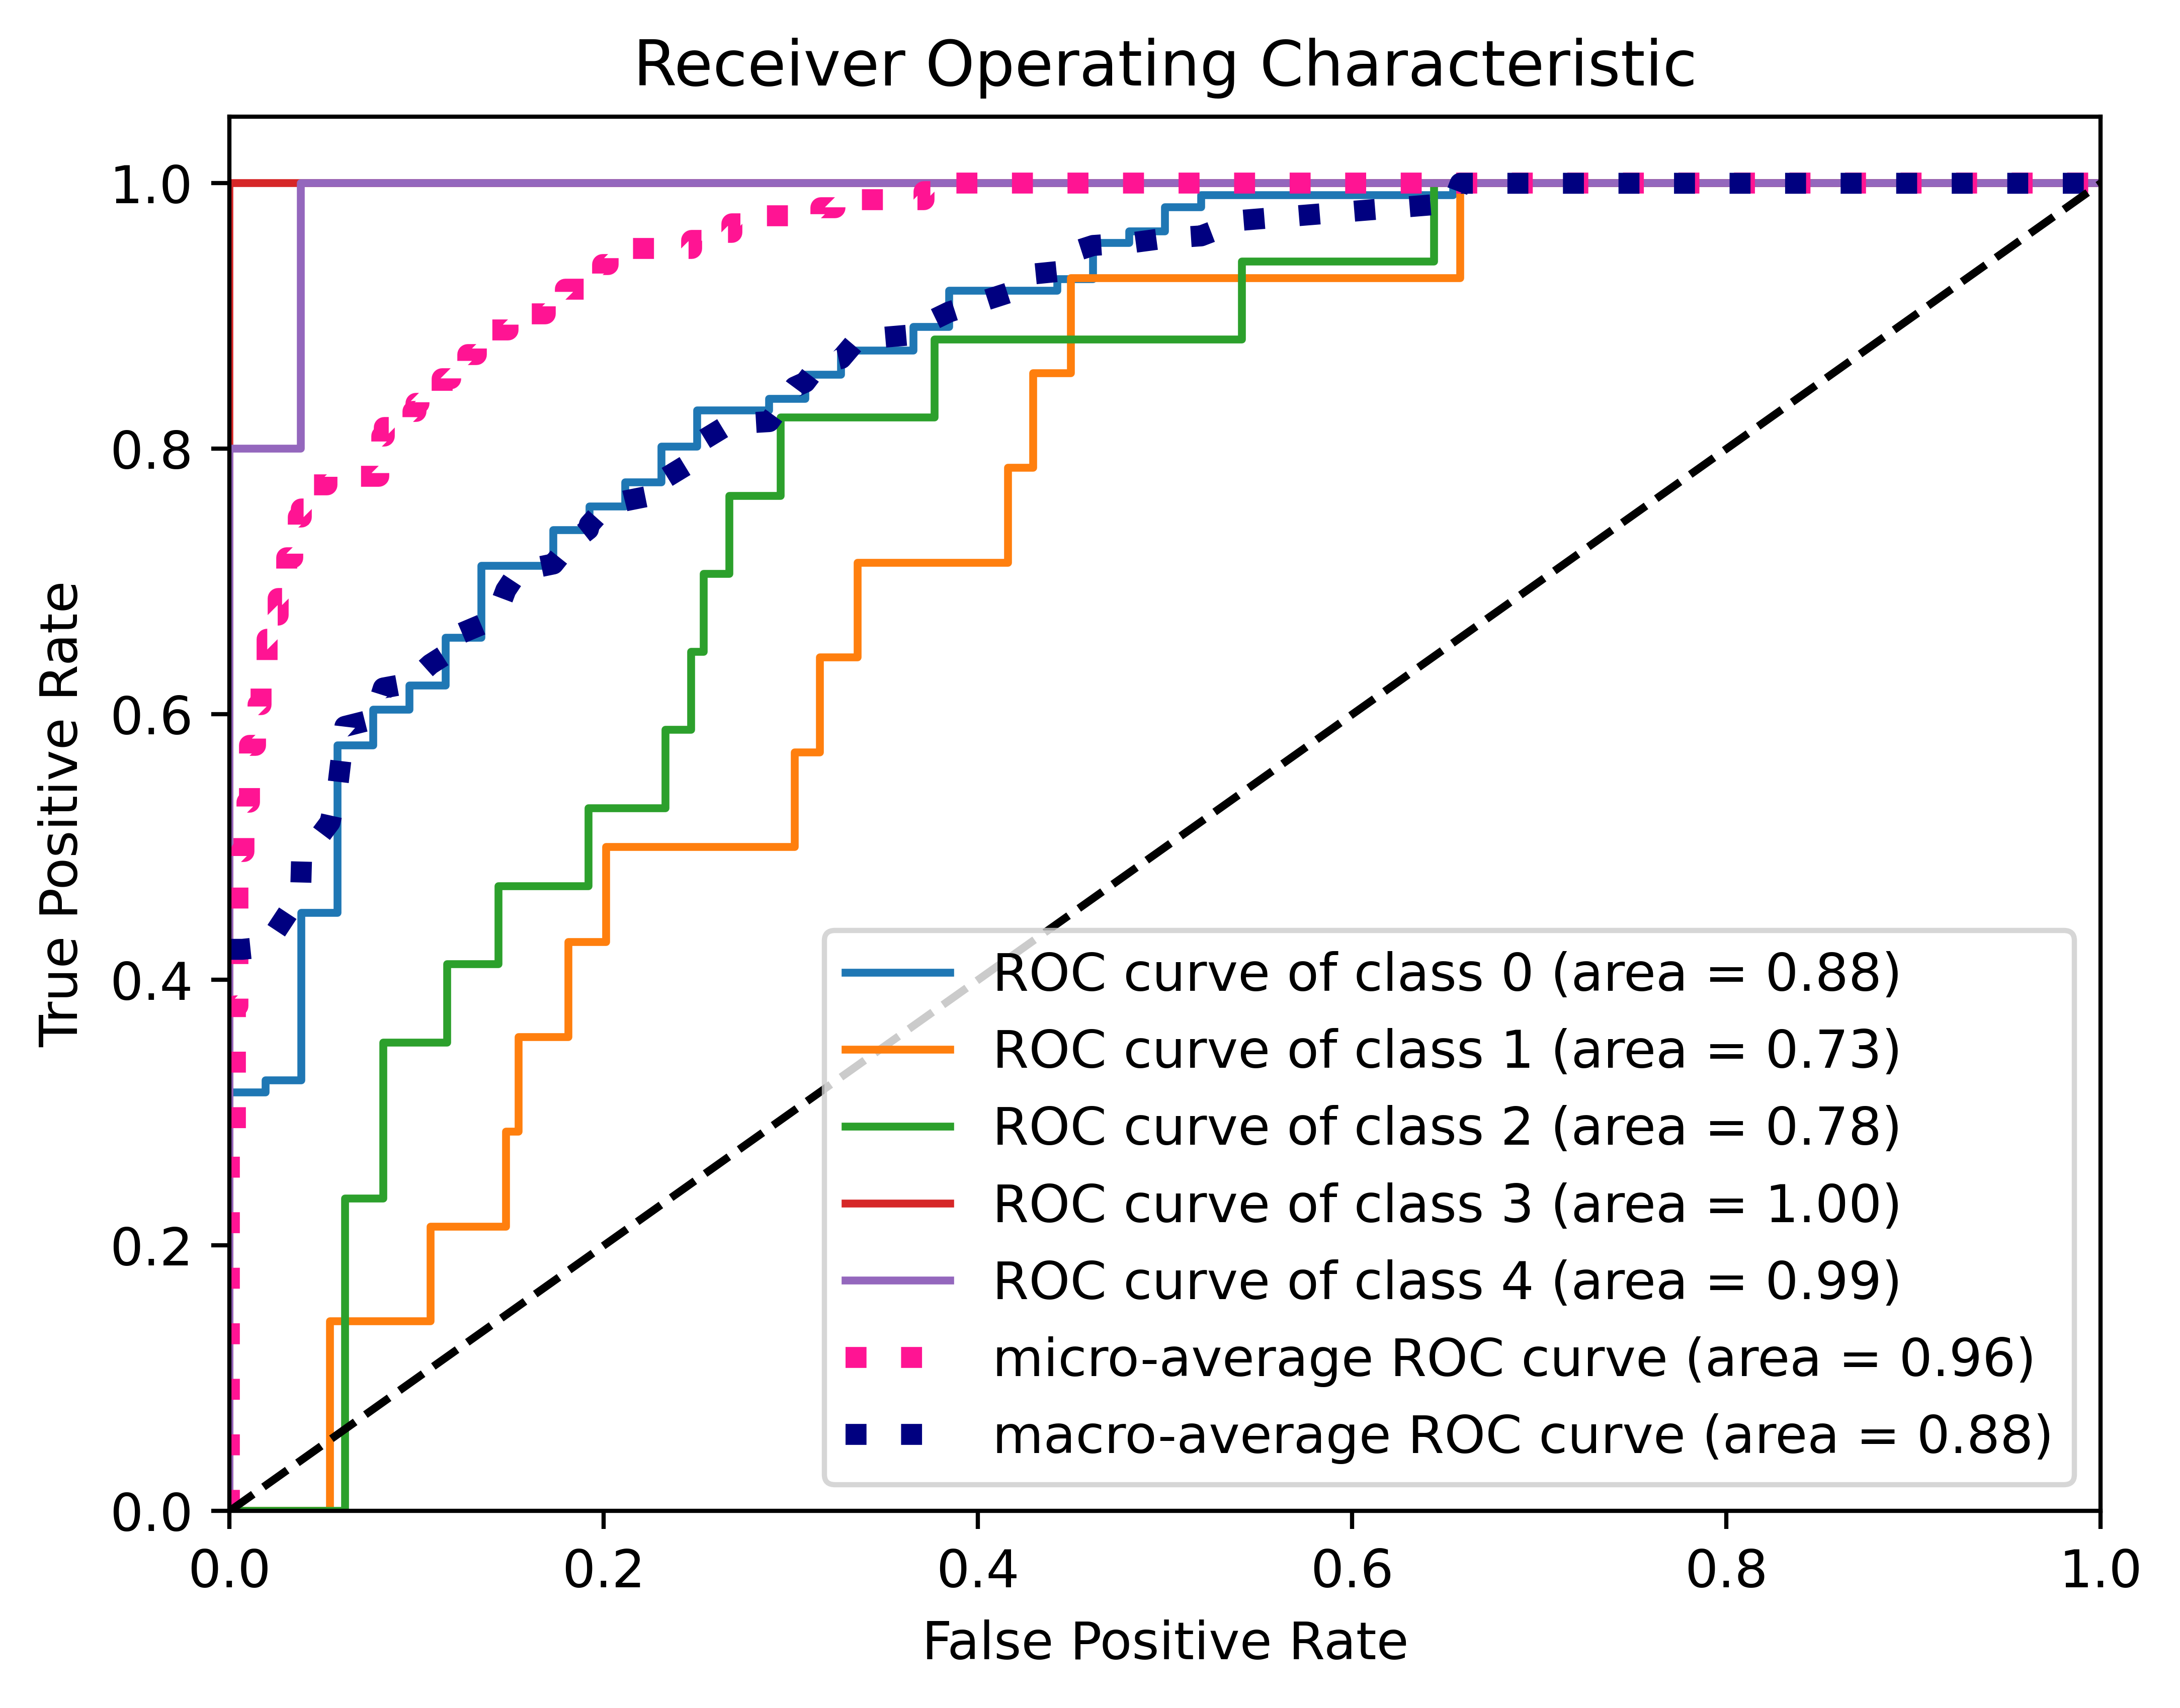 Receiver Operating Characteristic
1.0
0.8
0.6
0.4
0.2
0.0
True Positive Rate
ROC curve of class 0 (area = 0.88)
ROC curve of class 1 (area = 0.73)
ROC curve of class 2 (area = 0.78)
ROC curve of class 3 (area = 1.00)
ROC curve of class 4 (area = 0.99)
micro-average ROC curve (area = 0.96)
macro-average ROC curve (area = 0.88)
0.0 0.2 0.4 0.6 0.8 1.0
False Positive Rate